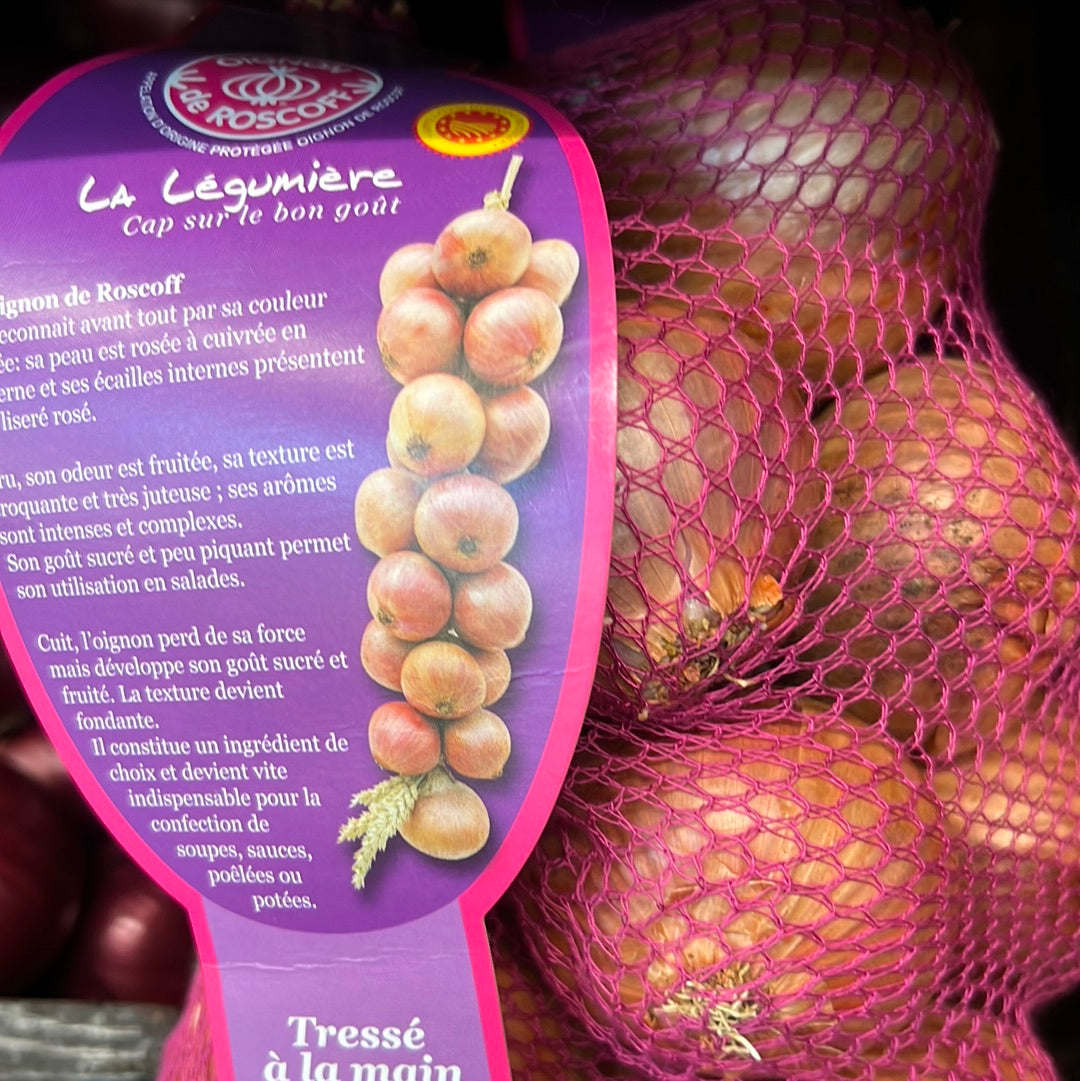 de ROSCOFF
APPELLATION D'ORIGINE PROTÉGÉE OIGNON DE
LA Légumière
Cap sur le bon goût
ignon de Roscoff
econnait avant tout par sa couleur
ée: sa peau est rosée à cuivrée en
erne et ses écailles internes présentent
liseré rosé.
ru, son odeur est fruitée, sa texture est
roquante et très juteuse ; ses arômes
sont intenses et complexes.
Son goût sucré et peu piquant permet
son utilisation en salades.
Cuit, l'oignon perd de sa force
mais développe son goût sucré et
fruité. La texture devient
fondante.
Il constitue un ingrédient de
choix et devient vite
indispensable pour la
confection de
soupes, sauces,
poêlées ou
potées.
Tressé
à la main